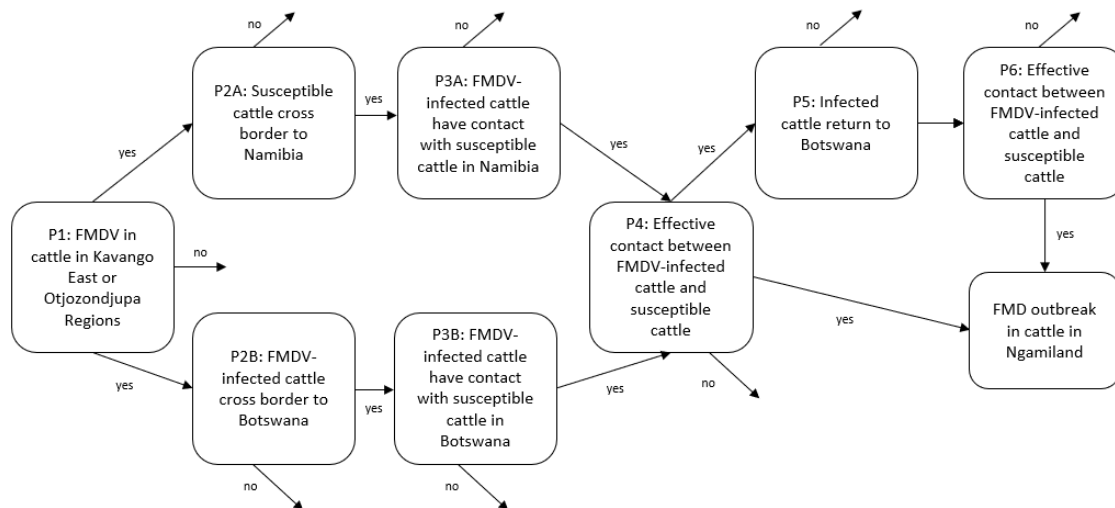 no
no
no
no
P2A: Susceptible
cattle cross
border to
Namibia
yes
P3A: FMDV-
infected cattle
have contact
with susceptible
cattle in Namibia
P5: Infected
cattle return to
Botswana
yes
P6: Effective
contact between
FMDV-infected
cattle and
susceptible
cattle
yes
yes
yes
P1: FMDV in
cattle in Kavango
East or
Otjozondjupa
Regions
no
P4: Effective
contact between
FMDV-infected
cattle and
susceptible
cattle
yes
yes
FMD outbreak
in cattle in
Ngamiland
P2B: FMDV-
infected cattle
cross border to
Botswana
yes
P3B: FMDV-
infected cattle
have contact
with susceptible
cattle in
Botswana
yes
yes
no
no
no